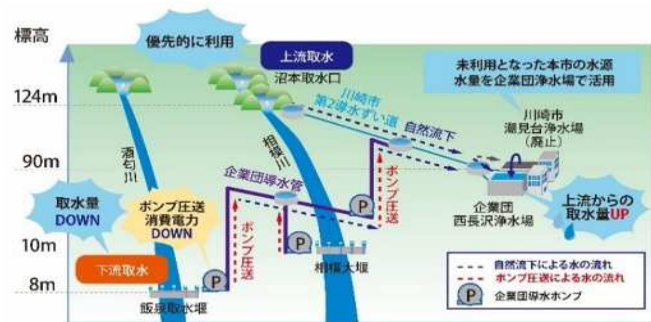 標高
優先的に利用
上流取水
沼本取水口
未利用となった本市の水源
水量を企業団浄水場で活用
124m
川崎市
第2導水ずい道
自然流下
川崎市
潮見台浄水場
(廃止)
酒匂川
相模川
90m
企業団導水管
取水量
DOWN
ポンプ圧送
消費電力
DOWN
ポンプ圧送
ポンプ圧送
P
企業団
西長沢浄水場
上流からの
取水量UP
10m
P
相模大堰
下流取水
8m
P
飯泉取水堰
自然流下による水の流れ
ポンプ圧送による水の流れ
P
企業団導水ポンプ